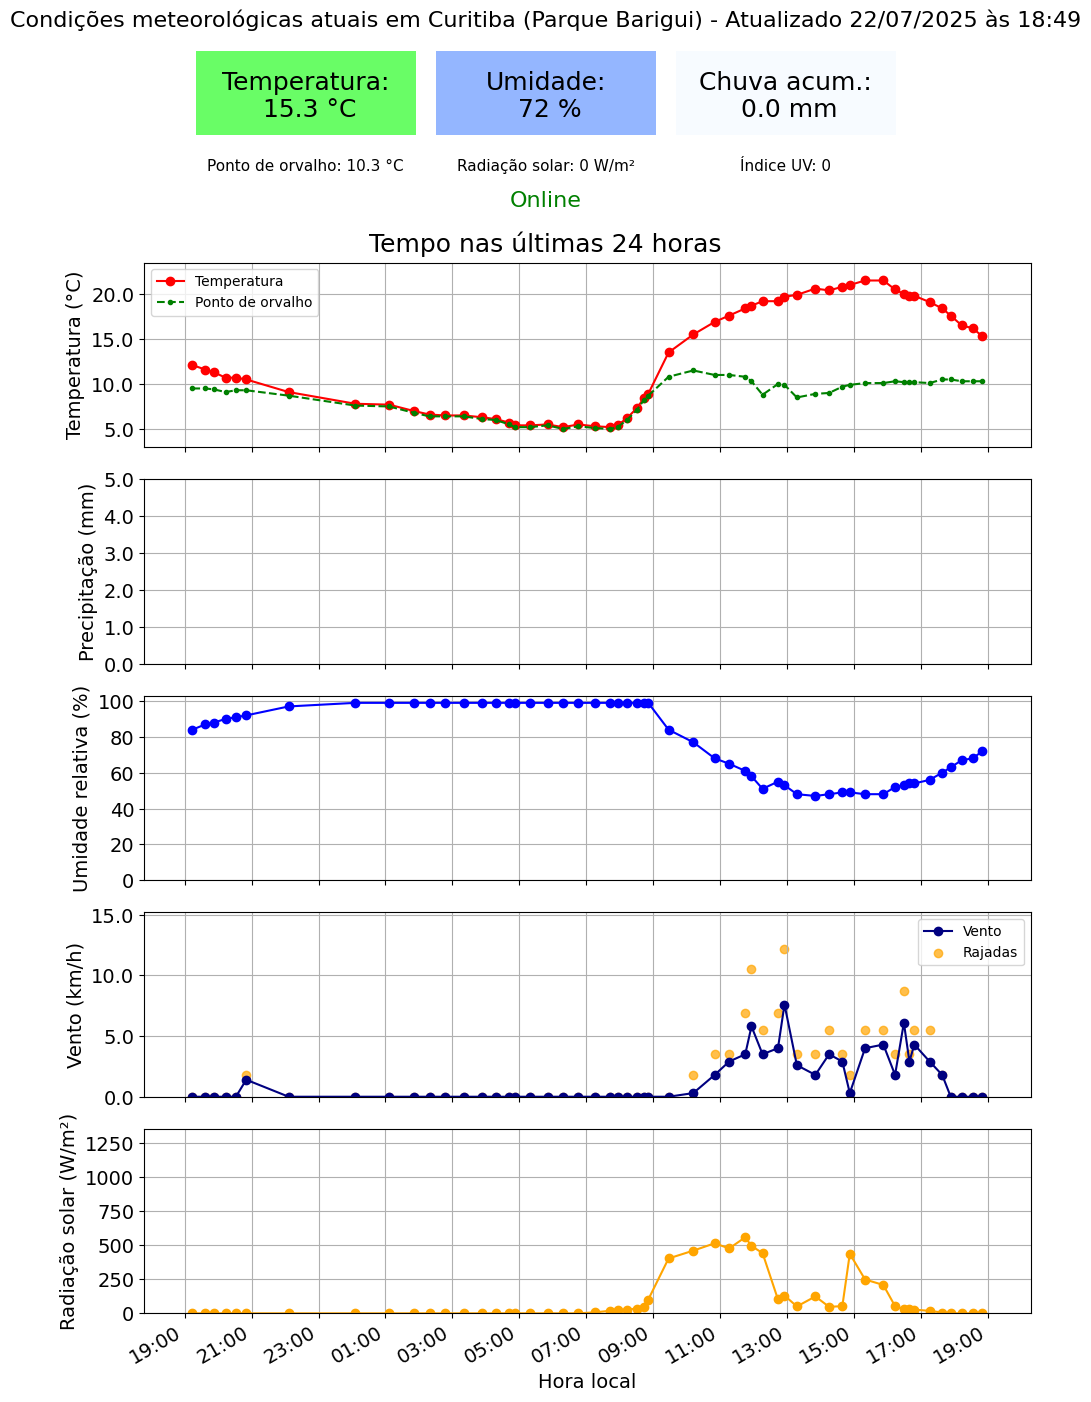 Condições meteorológicas atuais em Curitiba (Parque Barigui) - Atualizado 22/07/2025 às 18:49
Temperatura:
15.3 °C
Umidade:
72 %
Chuva acum.:
0.0 mm
Ponto de orvalho: 10.3 °C
Radiação solar: 0 W/m²
Índice UV: 0
Online
Tempo nas últimas 24 horas
Temperatura (°C)
20.0
15.0
10.0
5.0
Temperatura
Ponto de orvalho
Precipitação (mm)
5.0
4.0
3.0
2.0
1.0
0.0
Umidade relativa (%)
100
80
60
40
20
0
Vento (km/h)
15.0
10.0
5.0
0.0
Vento
Rajadas
Radiação solar (W/m²)
1250
1000
750
500
250
0
19:00
21:00
23:00
01:00
03:00
05:00
07:00
09:00
11:00
13:00
15:00
17:00
19:00
Hora local